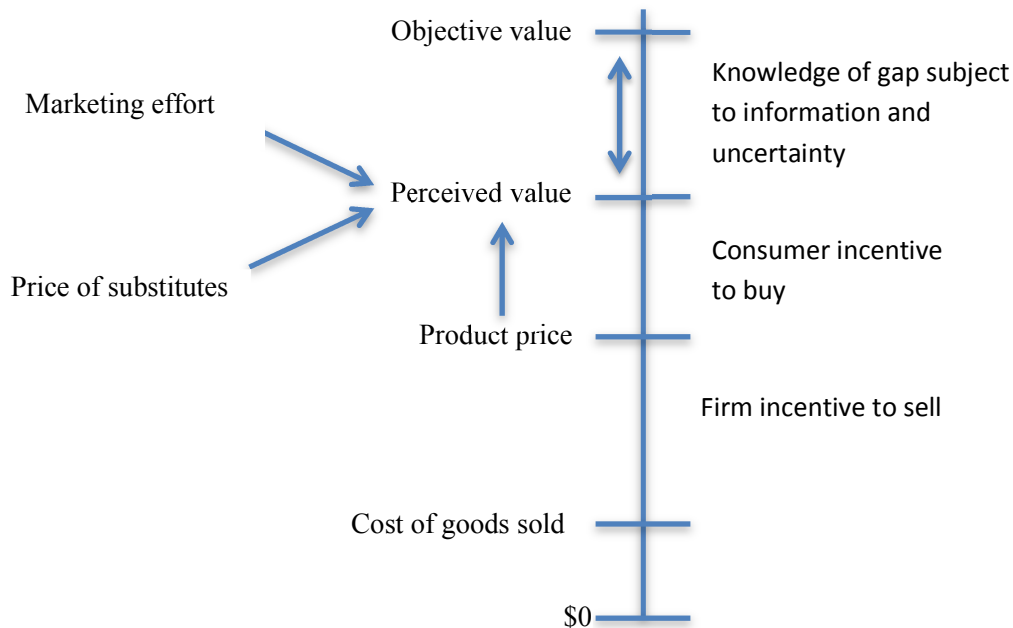 Objective value
Knowledge of gap subject
to information and
uncertainty
Marketing effort
Perceived value
Consumer incentive
to buy
Price of substitutes
Product price
Firm incentive to sell
Cost of goods sold
$0